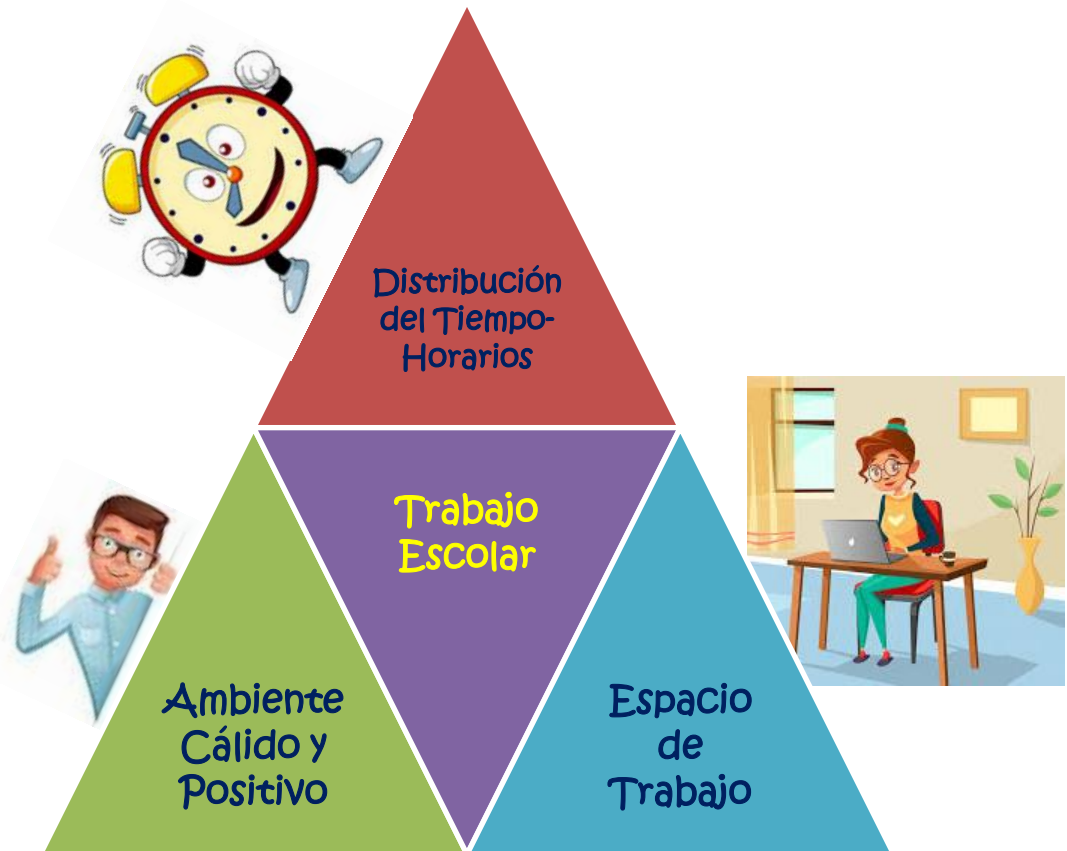 Distribución
del Tiempo-
Horarios
Trabajo
Escolar
Ambiente
Cálido y
Positivo
Espacio
de
Trabajo